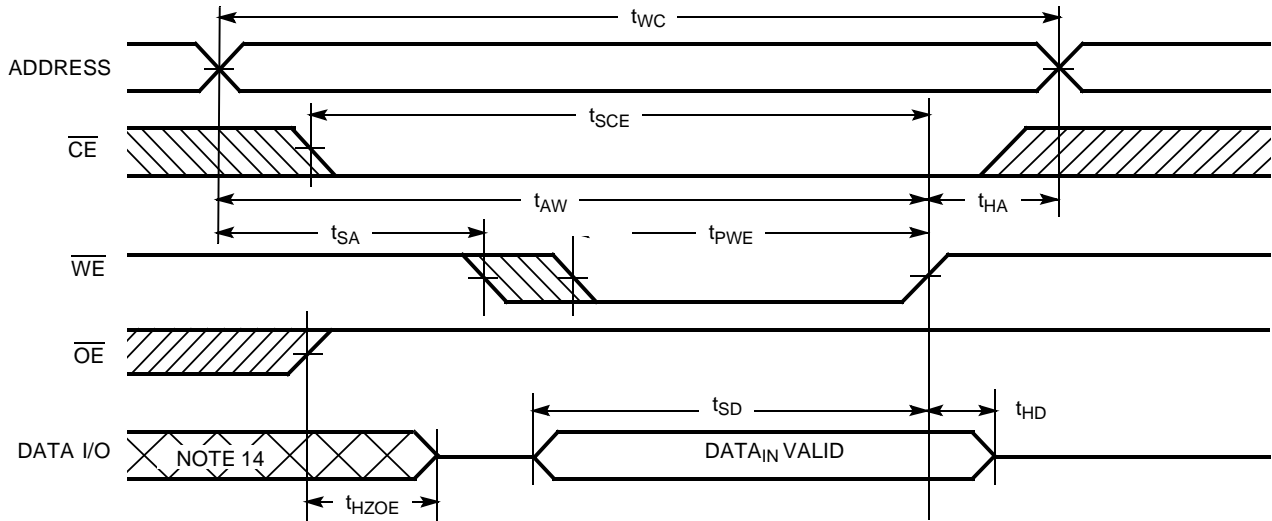 tWC
ADDRESS
tSCE
CE
tAW
tHA
tSA
tPWE
WE
OE
tSD
tHD
DATA I/O
NOTE 14
DATAIN VALID
tHZOE